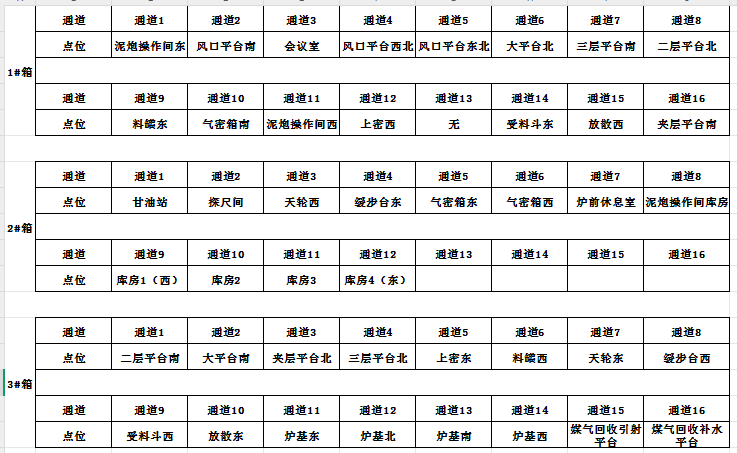 通道 通道1 通道2 通道3 通道4 通道5 通道6 通道7 通道8
点位 泥炮操作间东 风口平台南 会议室 风口平台西北 风口平台东北 大平台北 三层平台南 二层平台北
1#箱
通道 通道9 通道10 通道11 通道12 通道13 通道14 通道15 通道16
点位 料罐东 气密箱南 泥炮操作间西 上密西 无 受料斗东 放散西 夹层平台南
通道 通道1 通道2 通道3 通道4 通道5 通道6 通道7 通道8
点位 甘油站 探尺间 天轮西 缓步台东 气密箱东 气密箱西 炉前休息室 泥炮操作间库房
2#箱
通道 通道9 通道10 通道11 通道12 通道13 通道14 通道15 通道16
点位 库房1（西） 库房2 库房3 库房4（东）
通道 通道1 通道2 通道3 通道4 通道5 通道6 通道7 通道8
点位 二层平台南 大平台南 夹层平台北 三层平台北 上密东 料罐西 天轮东 缓步台西
3#箱
通道 通道9 通道10 通道11 通道12 通道13 通道14 通道15 通道16
点位 受料斗西 放散东 炉基东 炉基北 炉基南 炉基西 煤气回收引射平台 煤气回收补水平台